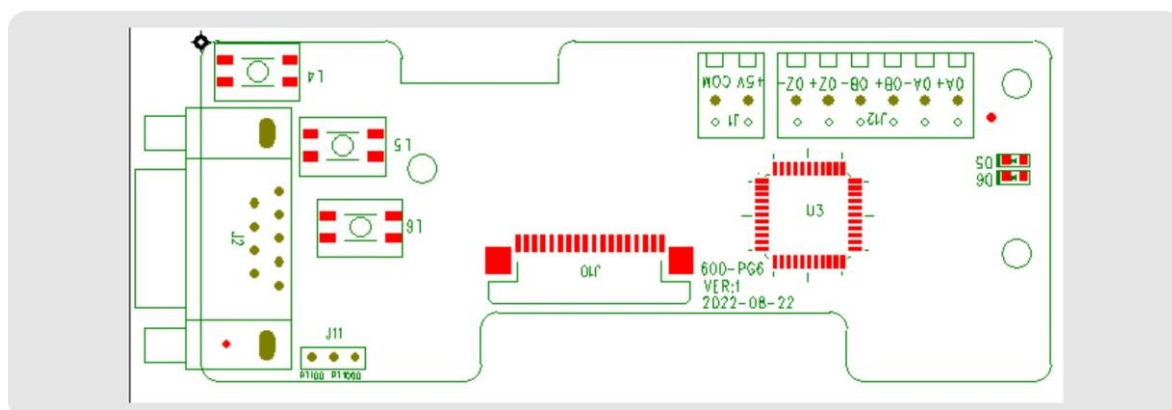 L4
COM +5V
0Z- 0Z+ 0B- 0B+ 0A- 0A+
J1
J12
L5
D5
D6
L6
J2
U3
J10
600-PG6
VER:1
2022-08-22
J11
PT100 PT1000